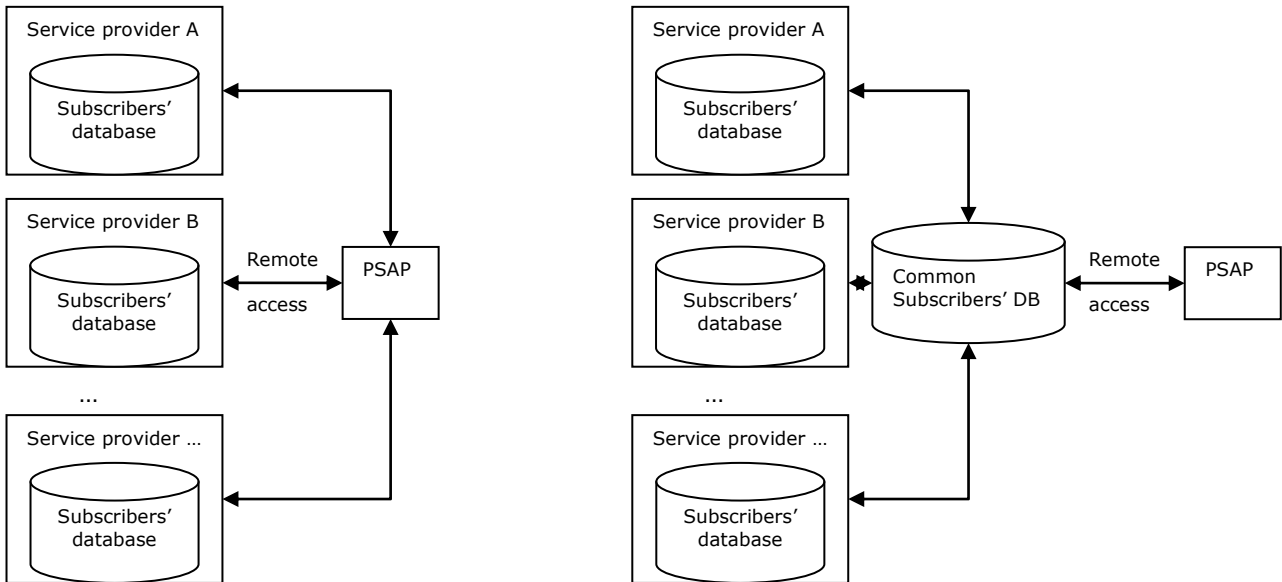 Service provider A
Subscribers’
database
Service provider B
Subscribers’
database
Remote
access
PSAP
...
Service provider …
Subscribers’
database
Service provider A
Subscribers’
database
Service provider B
Subscribers’
database
Common
Subscribers’ DB
Remote
access
PSAP
...
Service provider …
Subscribers’
database